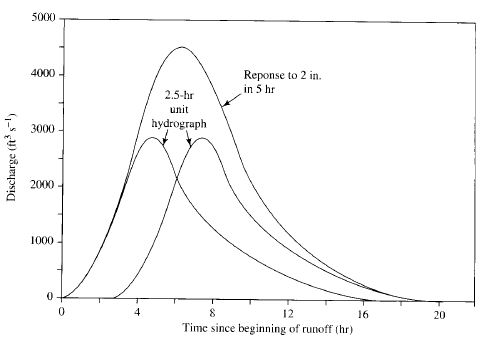 5000
4000
3000
2000
1000
0
Discharge (ft³ s⁻¹)
Reponse to 2 in.
in 5 hr
2.5-hr
unit
hydrograph
0 4 8 12 16 20
Time since beginning of runoff (hr)